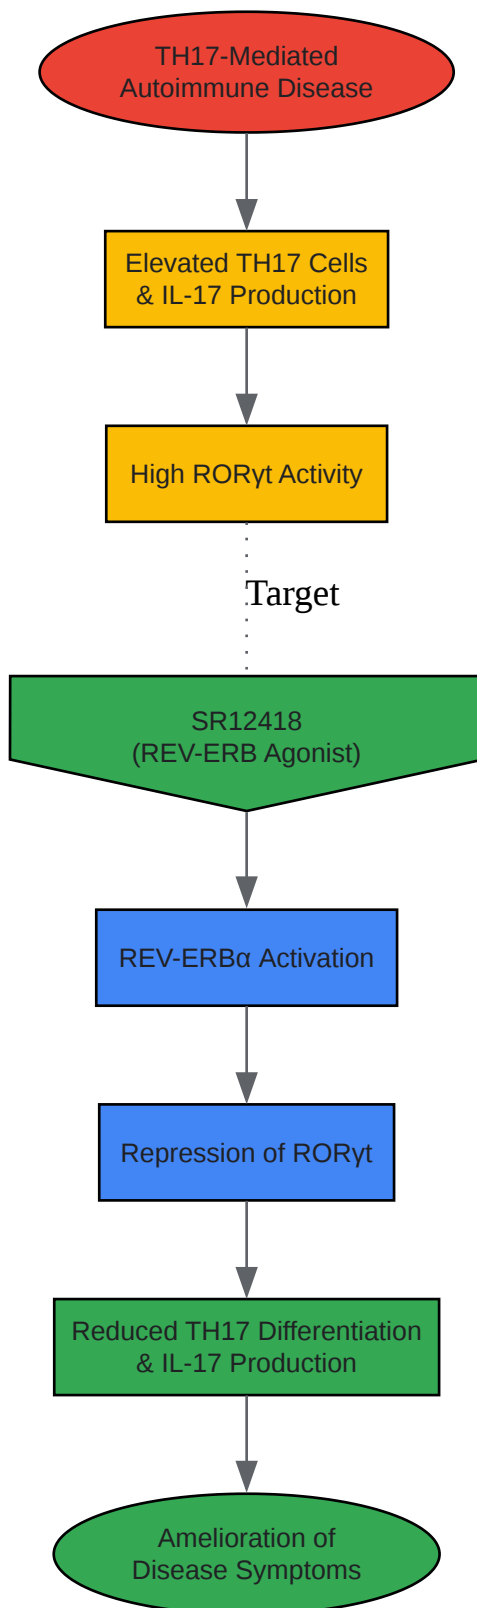 TH17-Mediated
Autoimmune Disease
Elevated TH17 Cells
& IL-17 Production
High RORγt Activity
Target
SR12418
(REV-ERB Agonist)
REV-ERBα Activation
Repression of RORγt
Reduced TH17 Differentiation
& IL-17 Production
Amelioration of
Disease Symptoms